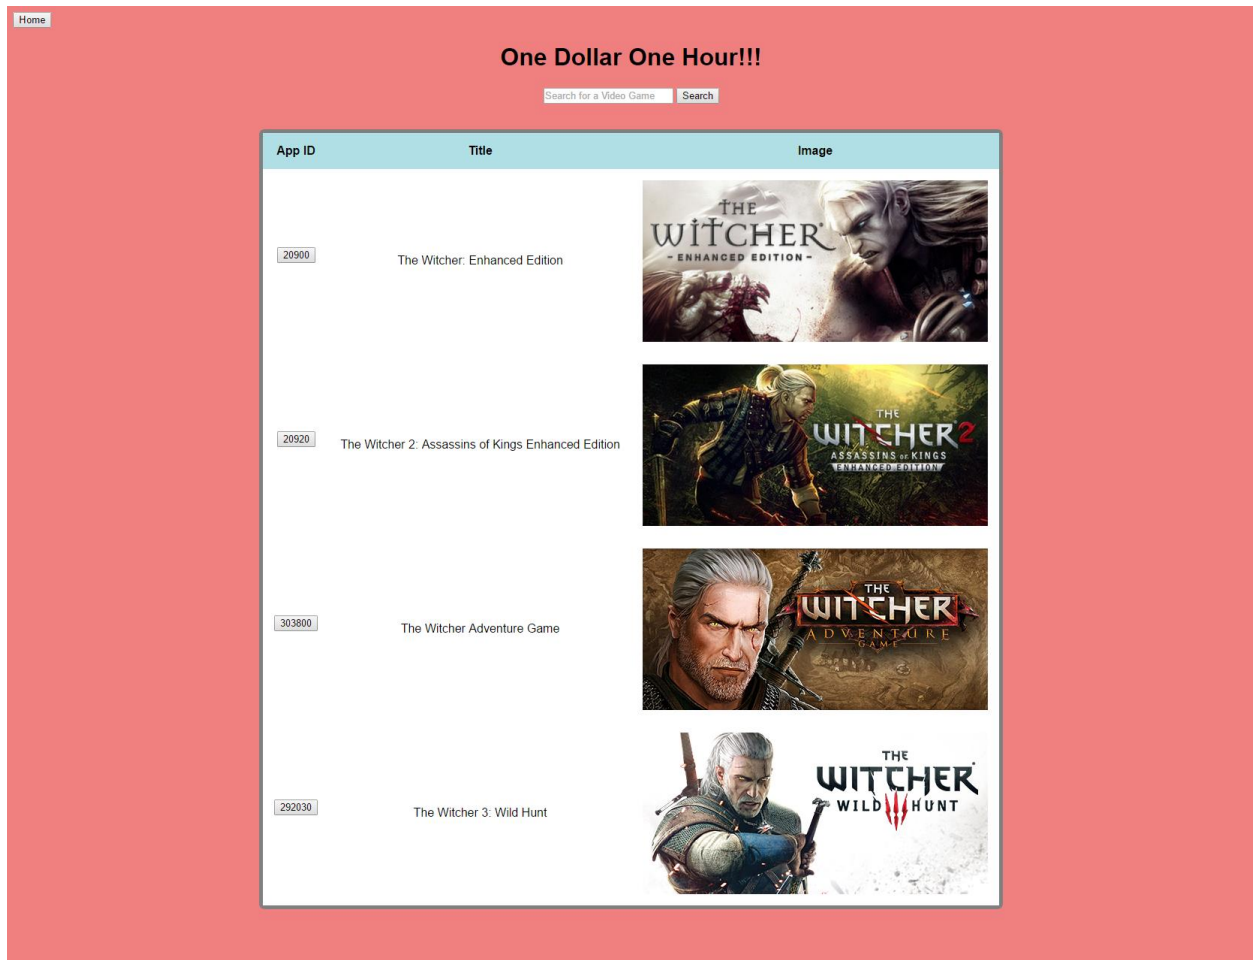 Home
One Dollar One Hour!!!
Search for a Video Game Search
App ID Title Image
20900 The Witcher: Enhanced Edition
THE
WITCHER
- ENHANCED EDITION -
20920 The Witcher 2: Assassins of Kings Enhanced Edition
THE
WITCHER 2
ASSASSINS OF KINGS
ENHANCED EDITION
303800 The Witcher Adventure Game
THE
WITCHER
ADVENTURE
GAME
292030 The Witcher 3: Wild Hunt
THE
WITCHER
WILD HUNT